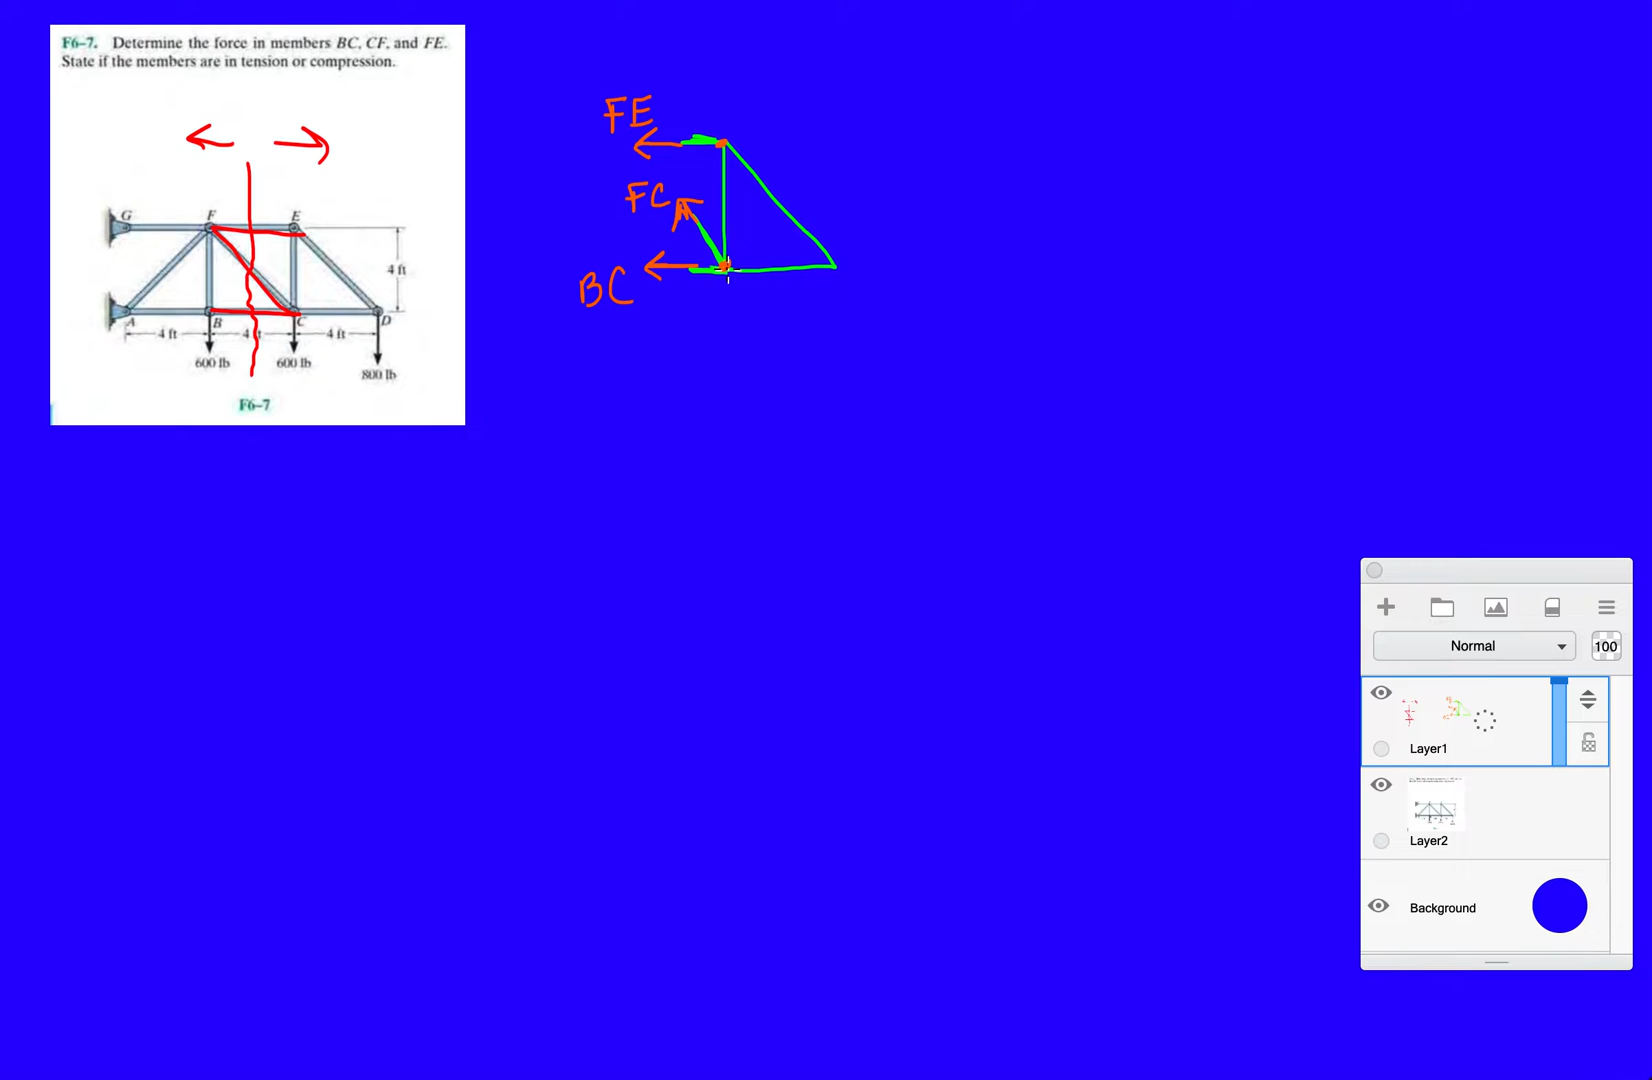 F6–7. Determine the force in members BC, CF, and FE.
State if the members are in tension or compression.
G F E
4 ft
A B C D
4 ft 4 ft 4 ft
600 lb 600 lb
800 lb
F6–7
FE
FC
BC
Normal 100
Layer1
Layer2
Background